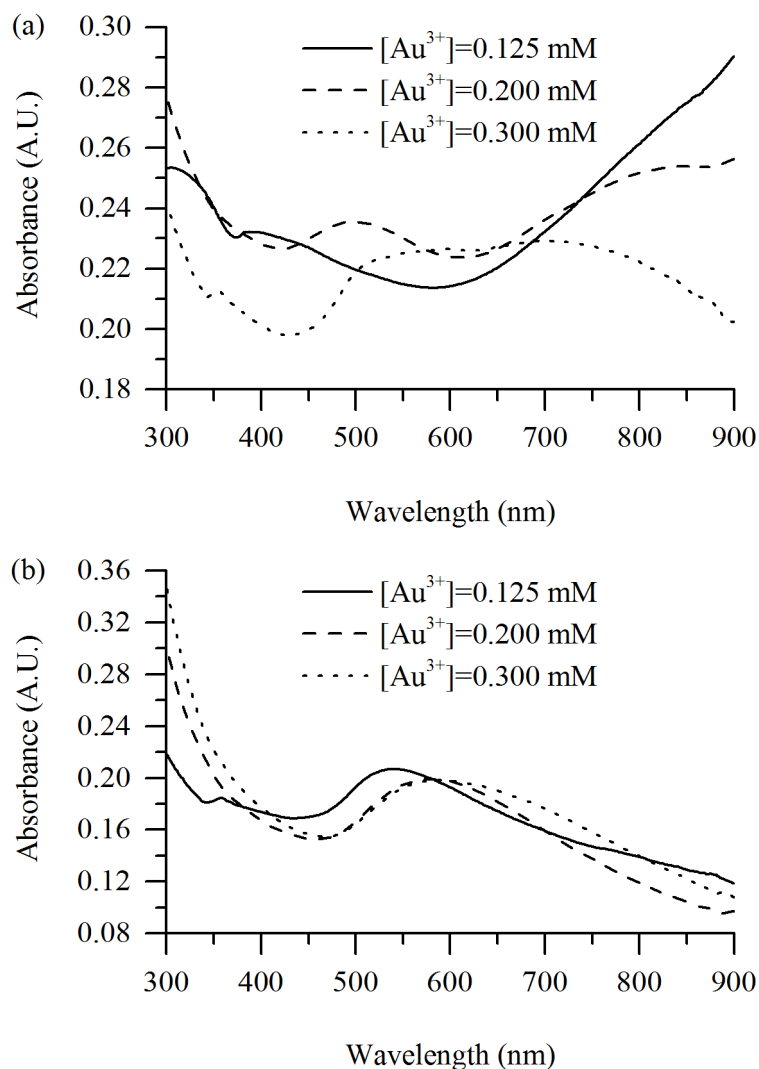 (a)
0.30
0.28
0.26
0.24
0.22
0.20
0.18
Absorbance (A.U.)
[Au³⁺]=0.125 mM
[Au³⁺]=0.200 mM
[Au³⁺]=0.300 mM
300 400 500 600 700 800 900
Wavelength (nm)
(b)
0.36
0.32
0.28
0.24
0.20
0.16
0.12
0.08
Absorbance (A.U.)
[Au³⁺]=0.125 mM
[Au³⁺]=0.200 mM
[Au³⁺]=0.300 mM
300 400 500 600 700 800 900
Wavelength (nm)